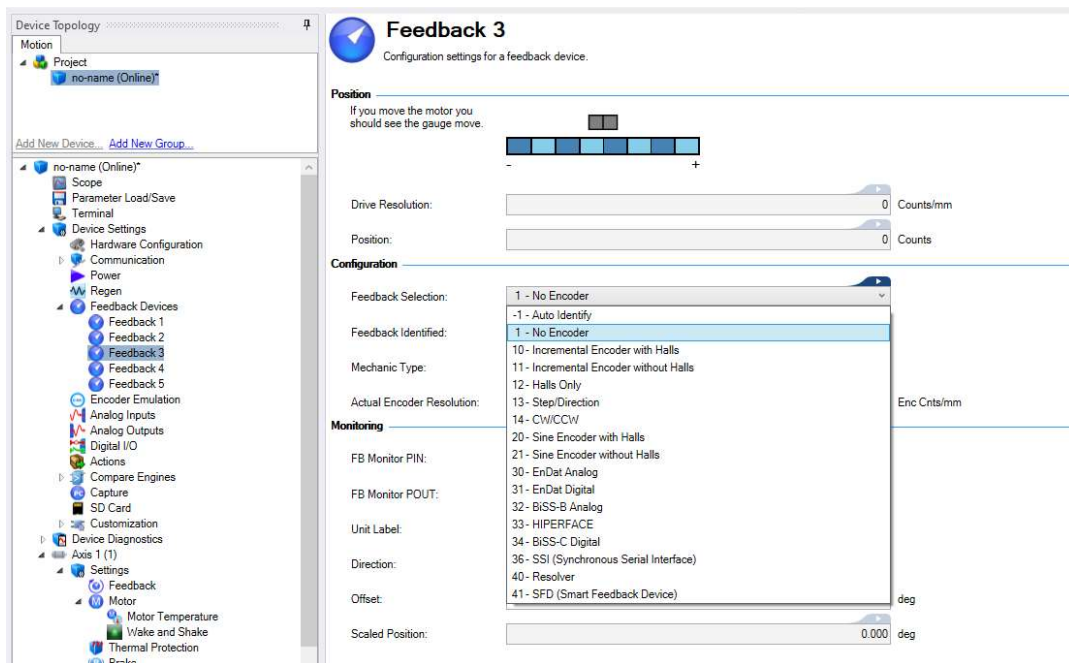 Device Topology
Motion
Project
no-name (Online)*
Add New Device... Add New Group...
no-name (Online)*
Scope
Parameter Load/Save
Terminal
Device Settings
Hardware Configuration
Communication
Power
Regen
Feedback Devices
Feedback 1
Feedback 2
Feedback 3
Feedback 4
Feedback 5
Encoder Emulation
Analog Inputs
Analog Outputs
Digital I/O
Actions
Compare Engines
Capture
SD Card
Customization
Device Diagnostics
Axis 1 (1)
Settings
Feedback
Motor
Motor Temperature
Wake and Shake
Thermal Protection
Brake
Feedback 3
Configuration settings for a feedback device.
Position
If you move the motor you
should see the gauge move.
- +
Drive Resolution: 0 Counts/mm
Position: 0 Counts
Configuration
Feedback Selection: 1 - No Encoder
Feedback Identified:
Mechanic Type:
Actual Encoder Resolution: Enc Cnts/mm
-1 - Auto Identify
1 - No Encoder
10 - Incremental Encoder with Halls
11 - Incremental Encoder without Halls
12 - Halls Only
13 - Step/Direction
14 - CW/CCW
20 - Sine Encoder with Halls
21 - Sine Encoder without Halls
30 - EnDat Analog
31 - EnDat Digital
32 - BiSS-B Analog
33 - HIPERFACE
34 - BiSS-C Digital
36 - SSI (Synchronous Serial Interface)
40 - Resolver
41 - SFD (Smart Feedback Device)
Monitoring
FB Monitor PIN:
FB Monitor POUT:
Unit Label:
Direction:
Offset: deg
Scaled Position: 0.000 deg